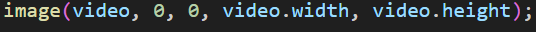 image(video, 0, 0, video.width, video.height);